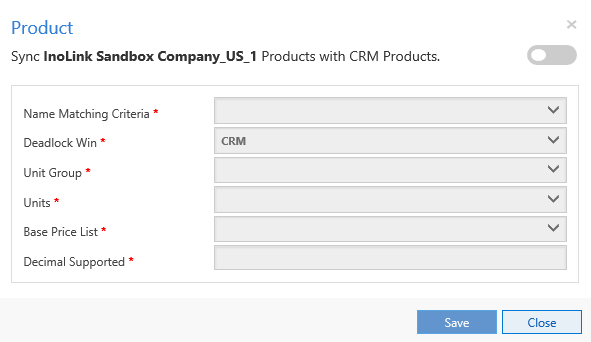 Product
Sync InoLink Sandbox Company_US_1 Products with CRM Products.
Name Matching Criteria *
Deadlock Win * CRM
Unit Group *
Units *
Base Price List *
Decimal Supported *
Save Close